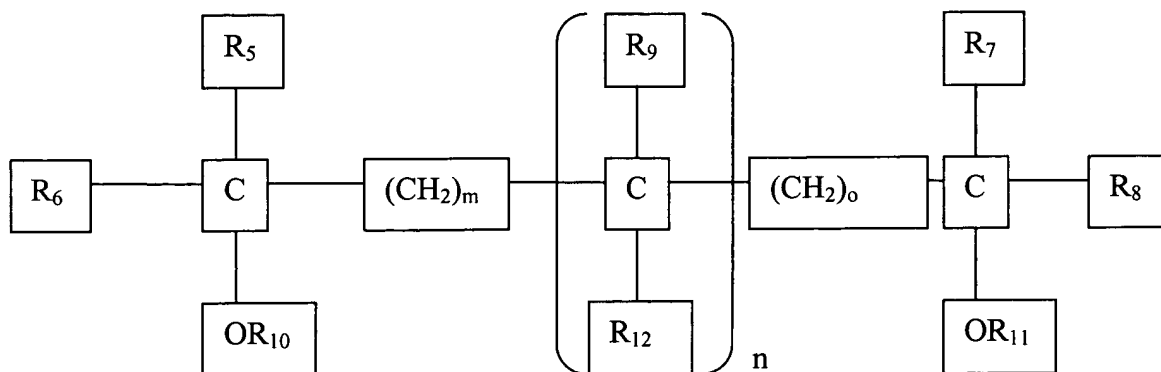 R₅ R₉ R₇
R₆ C (CH₂)ₘ C (CH₂)ₒ C R₈
OR₁₀ R₁₂ OR₁₁
n